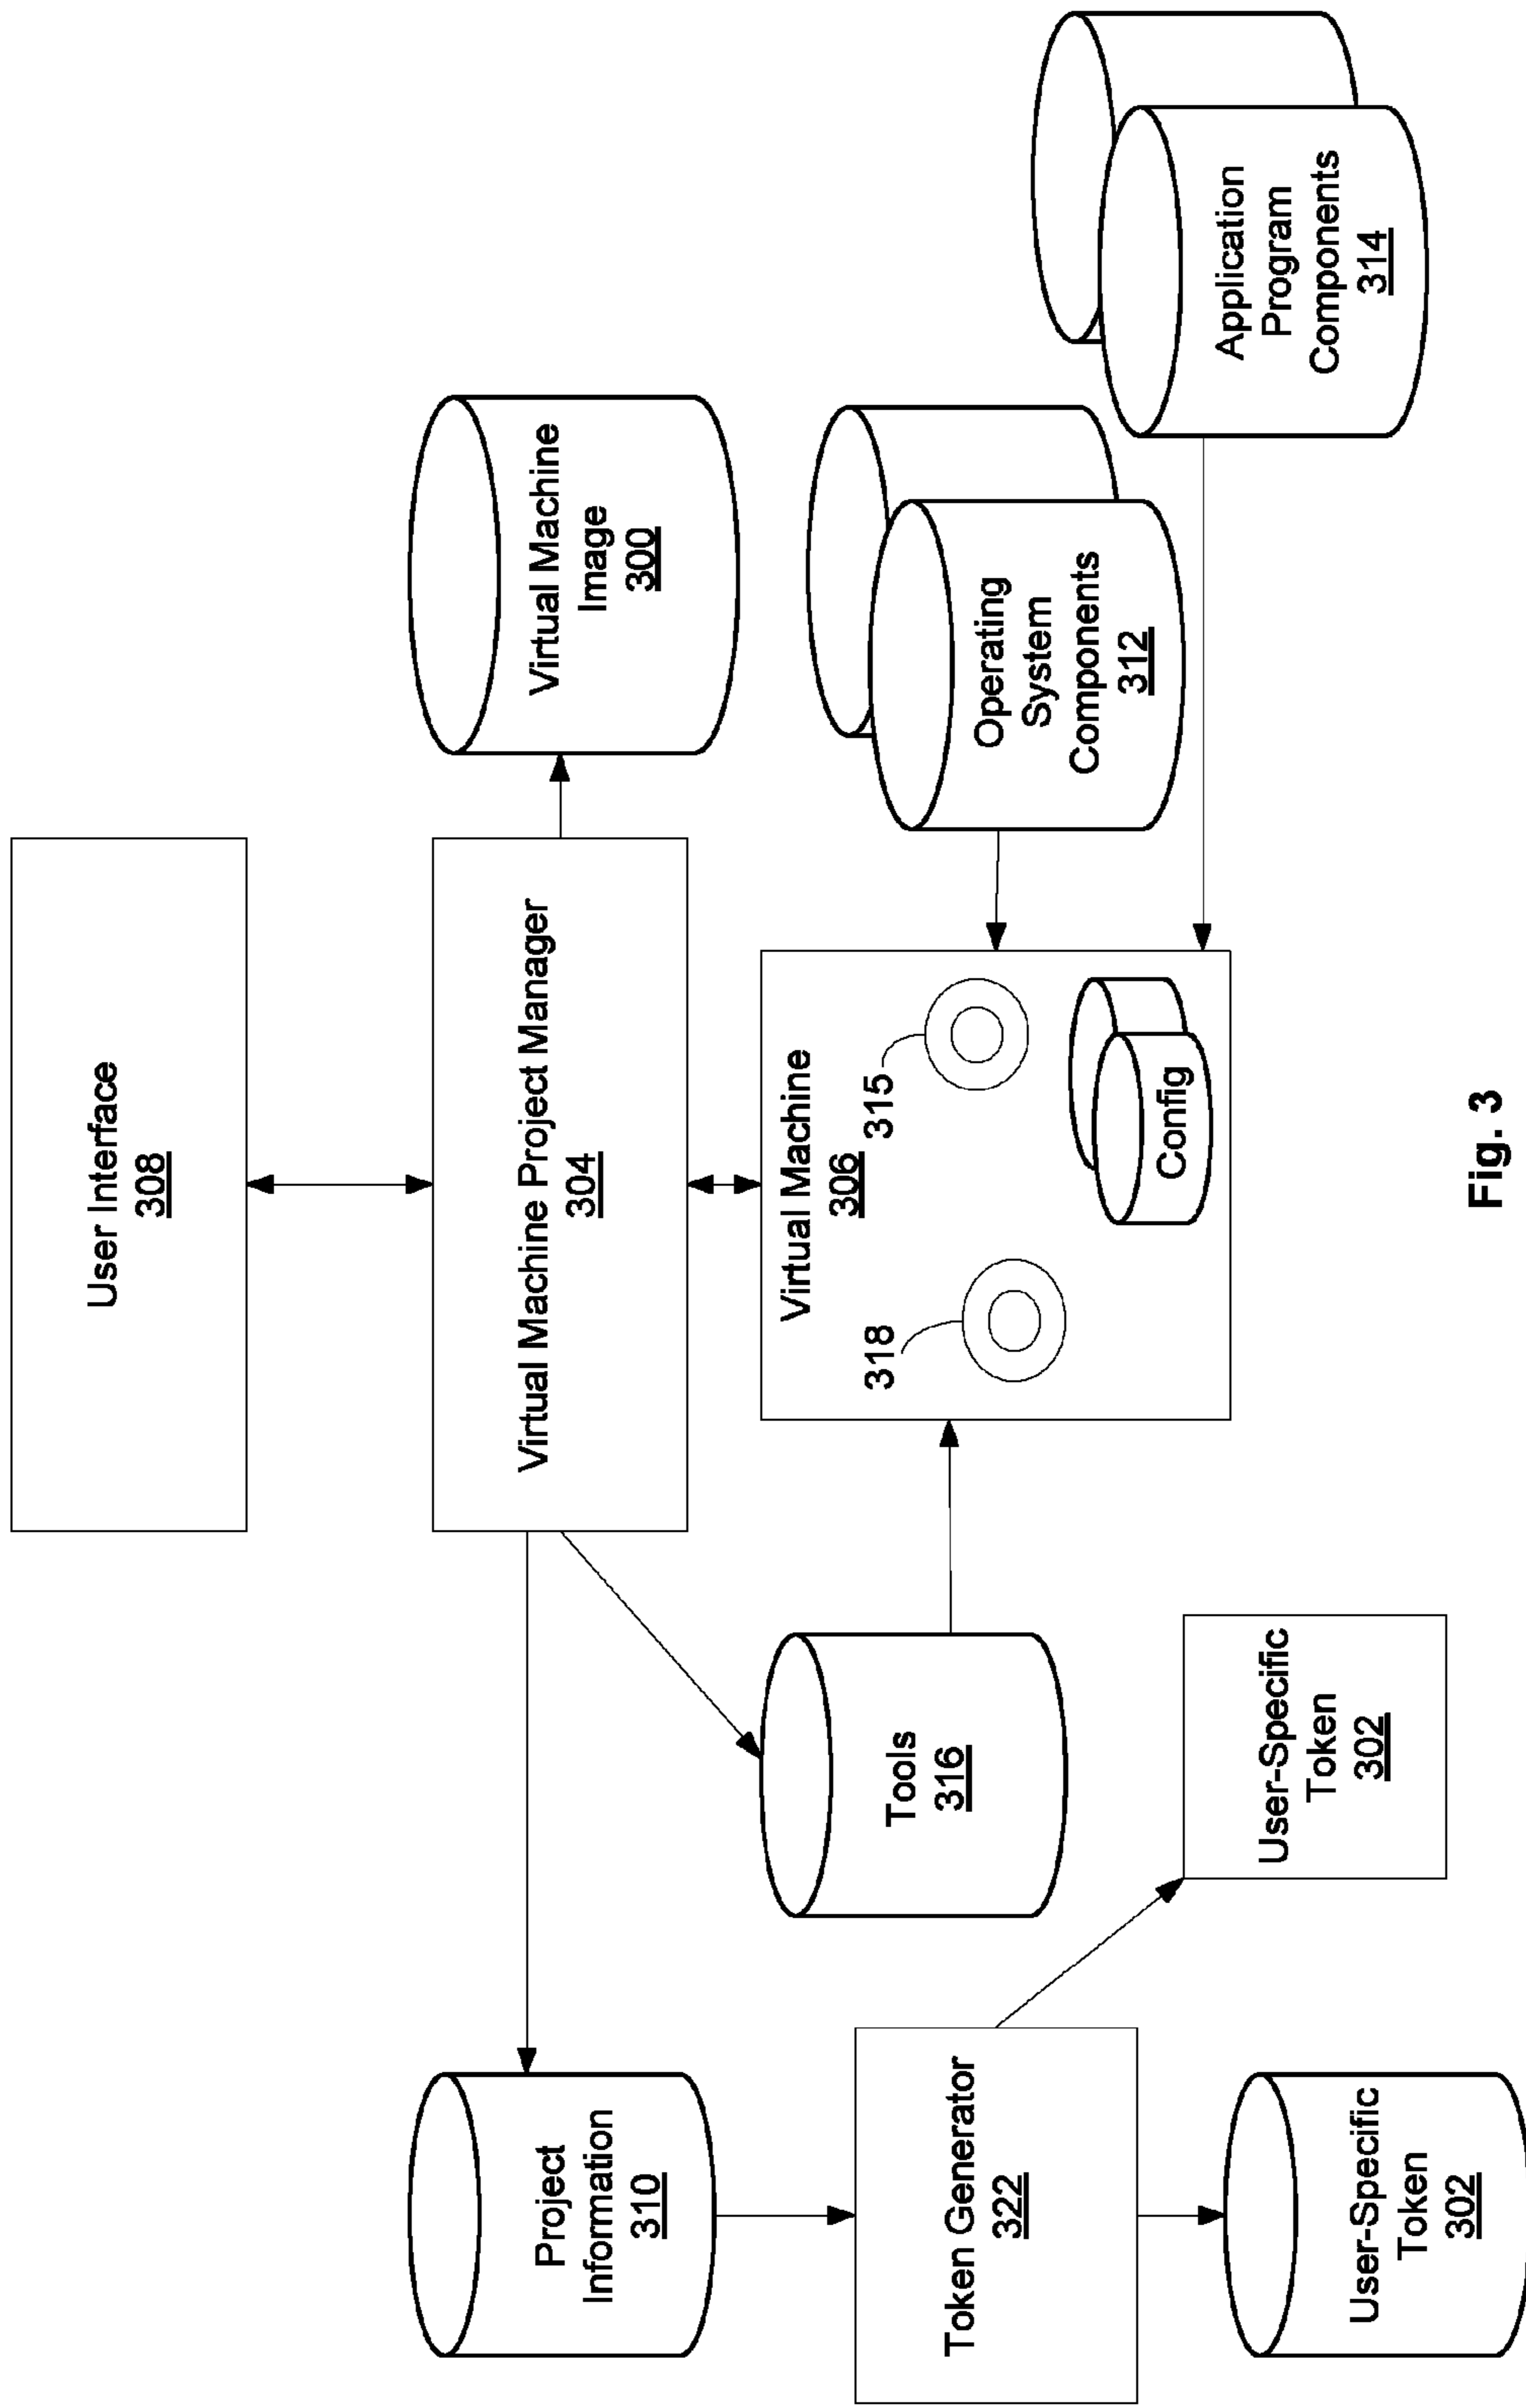 User Interface
308
Virtual Machine Project Manager
304
Virtual Machine
Image
300
Project
Information
310
Tools
316
Virtual Machine
306
318
315
Config
Operating
System
Components
312
Application
Program
Components
314
Token Generator
322
User-Specific
Token
302
User-Specific
Token
302
Fig. 3